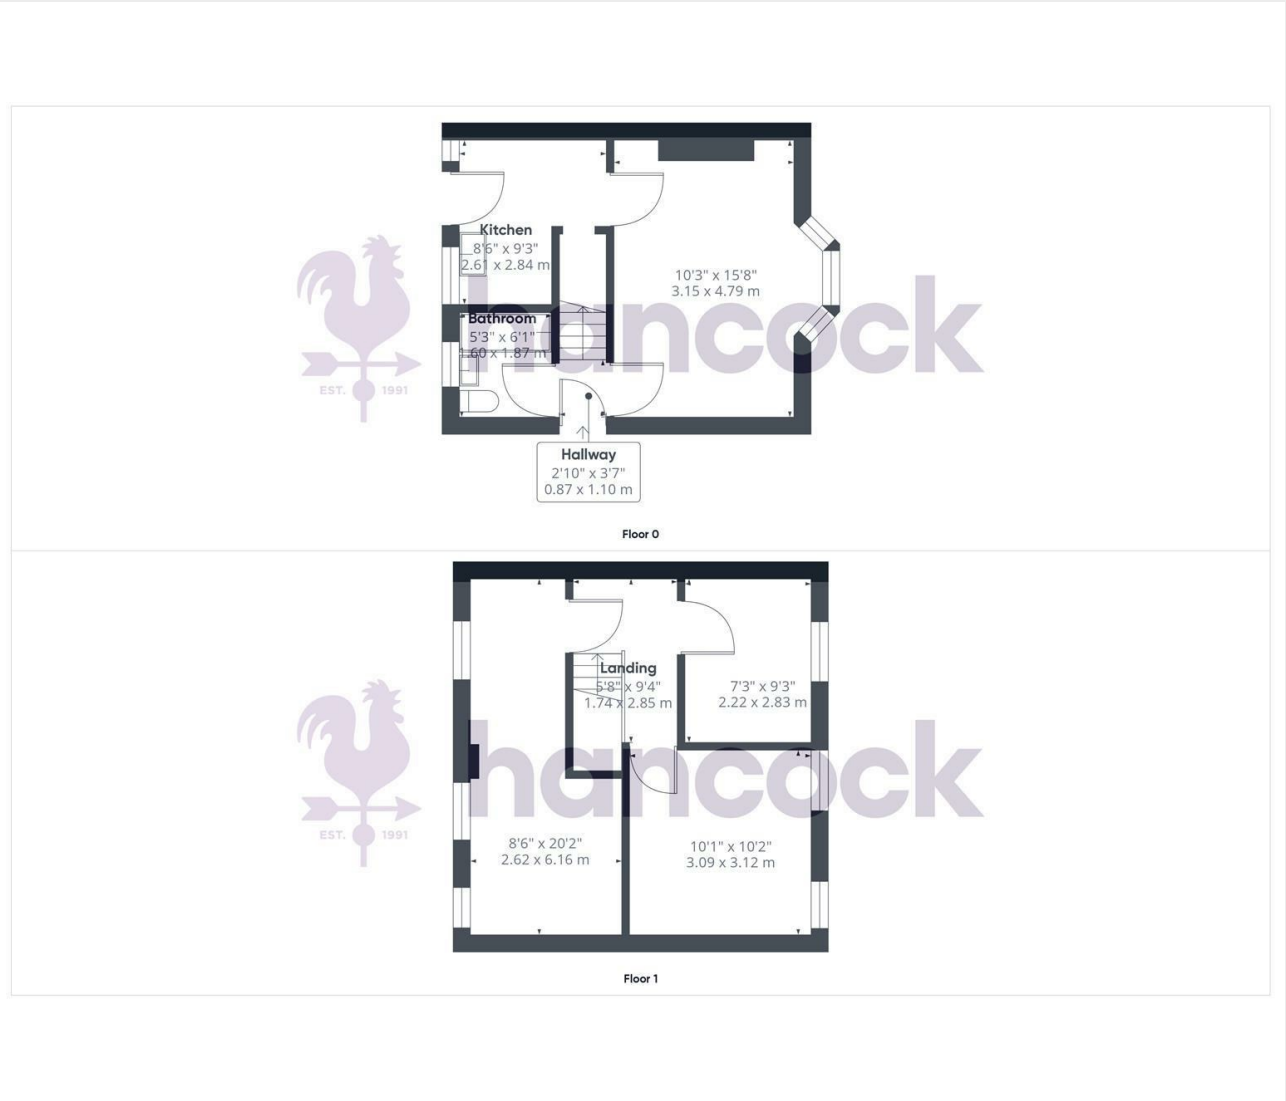 Kitchen
8'6" x 9'3"
2.61 x 2.84 m
10'3" x 15'8"
3.15 x 4.79 m
Bathroom
5'3" x 6'1"
1.60 x 1.87 m
hancock
EST. 1991
Hallway
2'10" x 3'7"
0.87 x 1.10 m
Floor 0
Landing
5'8" x 9'4"
1.74 x 2.85 m
7'3" x 9'3"
2.22 x 2.83 m
hancock
EST. 1991
8'6" x 20'2"
2.62 x 6.16 m
10'1" x 10'2"
3.09 x 3.12 m
Floor 1